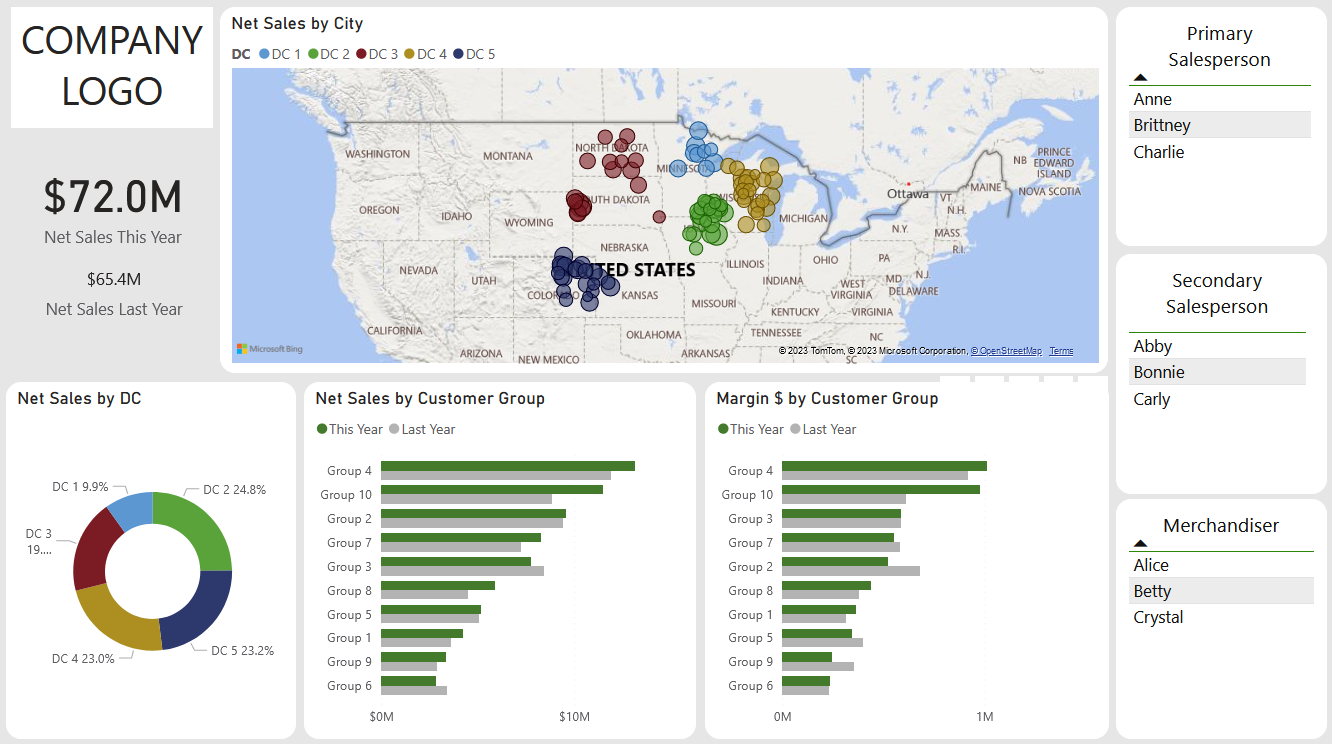 COMPANY
LOGO
$72.0M
Net Sales This Year
$65.4M
Net Sales Last Year
Net Sales by City
DC DC 1 DC 2 DC 3 DC 4 DC 5
WASHINGTON
MONTANA
NORTH DAKOTA
MINNESOTA
OREGON
IDAHO
WYOMING
UTH DAKOTA
WIS
MICHIGAN
Ottawa
NB
PRINCE
EDWARD
ISLAND
MAINE
NOVA SCOTIA
VT.
N.H.
N.Y.
MASS
R.I.
NEBRASKA
ILLINOIS
OHIO
PA
N.J.
MD.
DELAWARE
NEVADA
UTAH
COLO
TED STATES
KANSAS
MISSOURI
INDIANA
WEST
VIRGINIA
KENTUCKY
VIRGINIA
CALIFORNIA
ARIZONA
NEW MEXICO
OKLAHOMA
ARKANSAS
TENNESSEE
NC
SC
Microsoft Bing
© 2023 TomTom, © 2023 Microsoft Corporation, © OpenStreetMap Terms
Primary
Salesperson
Anne
Brittney
Charlie
Secondary
Salesperson
Abby
Bonnie
Carly
Merchandiser
Alice
Betty
Crystal
Net Sales by DC
DC 1 9.9%
DC 2 24.8%
DC 3
19....
DC 4 23.0%
DC 5 23.2%
Net Sales by Customer Group
This Year Last Year
Group 4
Group 10
Group 2
Group 7
Group 3
Group 8
Group 5
Group 1
Group 9
Group 6
$0M $10M
Margin $ by Customer Group
This Year Last Year
Group 4
Group 10
Group 3
Group 7
Group 2
Group 8
Group 1
Group 5
Group 9
Group 6
0M 1M